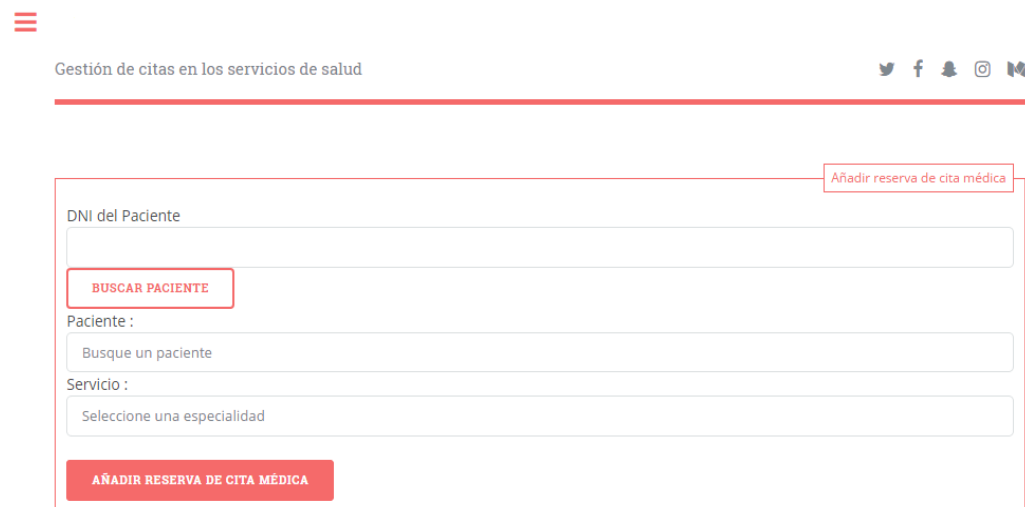 Gestión de citas en los servicios de salud
Añadir reserva de cita médica
DNI del Paciente
BUSCAR PACIENTE
Paciente :
Busque un paciente
Servicio :
Seleccione una especialidad
AÑADIR RESERVA DE CITA MÉDICA